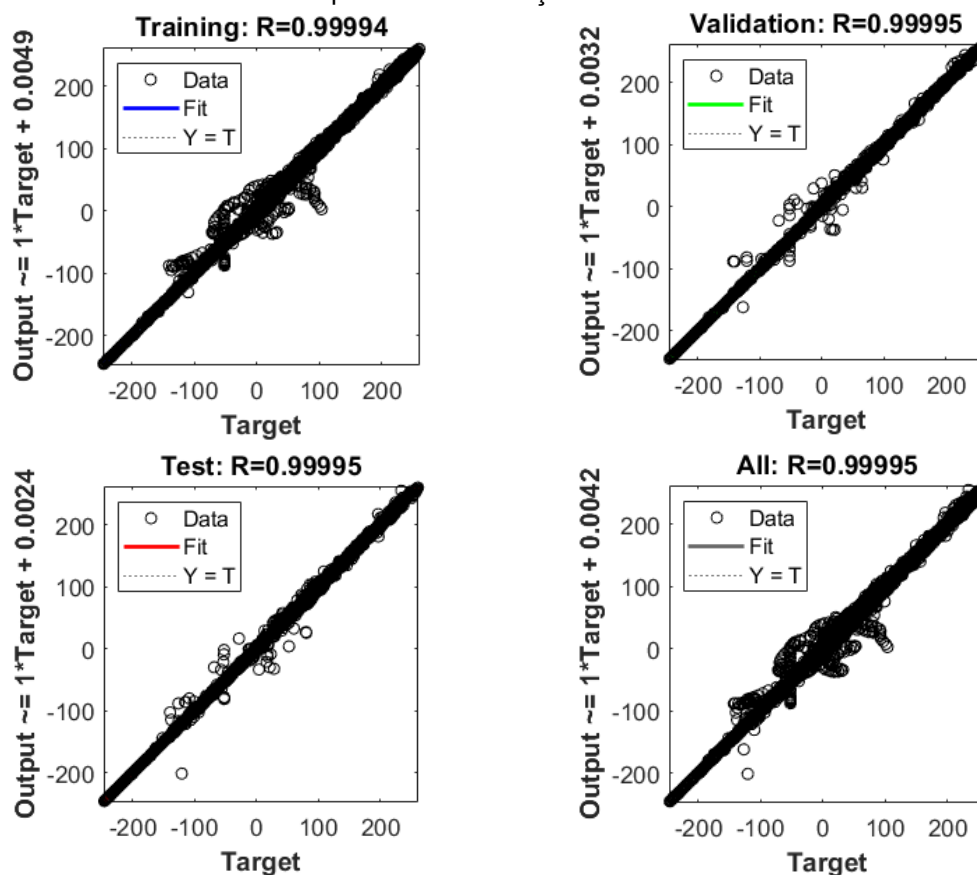 Training: R=0.99994
Output ~= 1*Target + 0.0049
Data
Fit
Y = T
200
100
0
-100
-200
-200 -100 0 100 200
Target
Validation: R=0.99995
Output ~= 1*Target + 0.0032
Data
Fit
Y = T
200
100
0
-100
-200
-200 -100 0 100 200
Target
Test: R=0.99995
Output ~= 1*Target + 0.0024
Data
Fit
Y = T
200
100
0
-100
-200
-200 -100 0 100 200
Target
All: R=0.99995
Output ~= 1*Target + 0.0042
Data
Fit
Y = T
200
100
0
-100
-200
-200 -100 0 100 200
Target